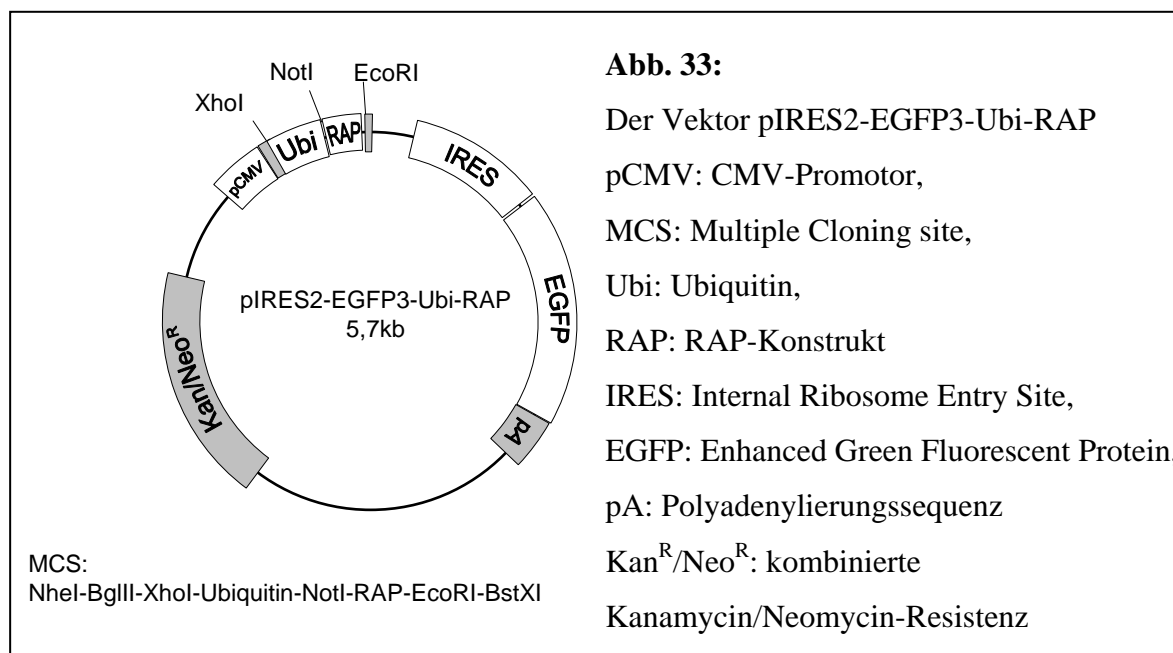 NotI
EcoRI
XhoI
pCMV
Ubi
RAP
IRES
EGFP
pA
Kan/Neo^R
pIRES2-EGFP3-Ubi-RAP
5,7kb
MCS:
NheI-BglII-XhoI-Ubiquitin-NotI-RAP-EcoRI-BstXI
Abb. 33:
Der Vektor pIRES2-EGFP3-Ubi-RAP
pCMV: CMV-Promotor,
MCS: Multiple Cloning site,
Ubi: Ubiquitin,
RAP: RAP-Konstrukt
IRES: Internal Ribosome Entry Site,
EGFP: Enhanced Green Fluorescent Protein.
pA: Polyadenylierungssequenz
Kan^R/Neo^R: kombinierte
Kanamycin/Neomycin-Resistenz